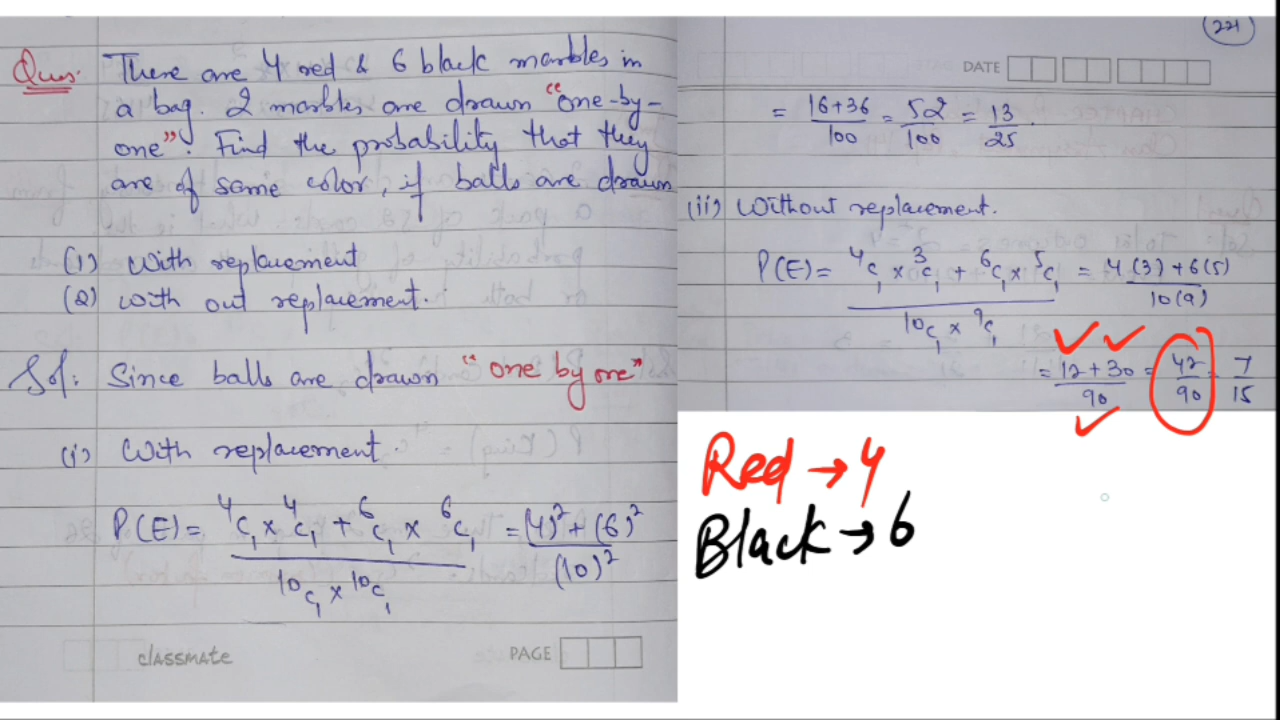 Ques. There are 4 red & 6 black marbles in
a bag. 2 marbles are drawn "one-by-
one". Find the probability that they
are of same color, if balls are drawn
(1) With replacement
(2) With out replacement.
Sol: Since balls are drawn "one by one"
(i) With replacement.
P(E) = ⁴C₁ × ⁴C₁ + ⁶C₁ × ⁶C₁ / ¹⁰C₁ × ¹⁰C₁ = (4)² + (6)² / (10)²
classmate PAGE
(221)
DATE
= 16+36 / 100 = 52 / 100 = 13 / 25.
(ii) Without replacement.
P(E) = ⁴C₁ × ³C₁ + ⁶C₁ × ⁵C₁ / ¹⁰C₁ × ⁹C₁ = 4(3) + 6(5) / 10(9)
= 12 + 30 / 90 = 42 / 90 = 7 / 15
Red → 4
Black → 6